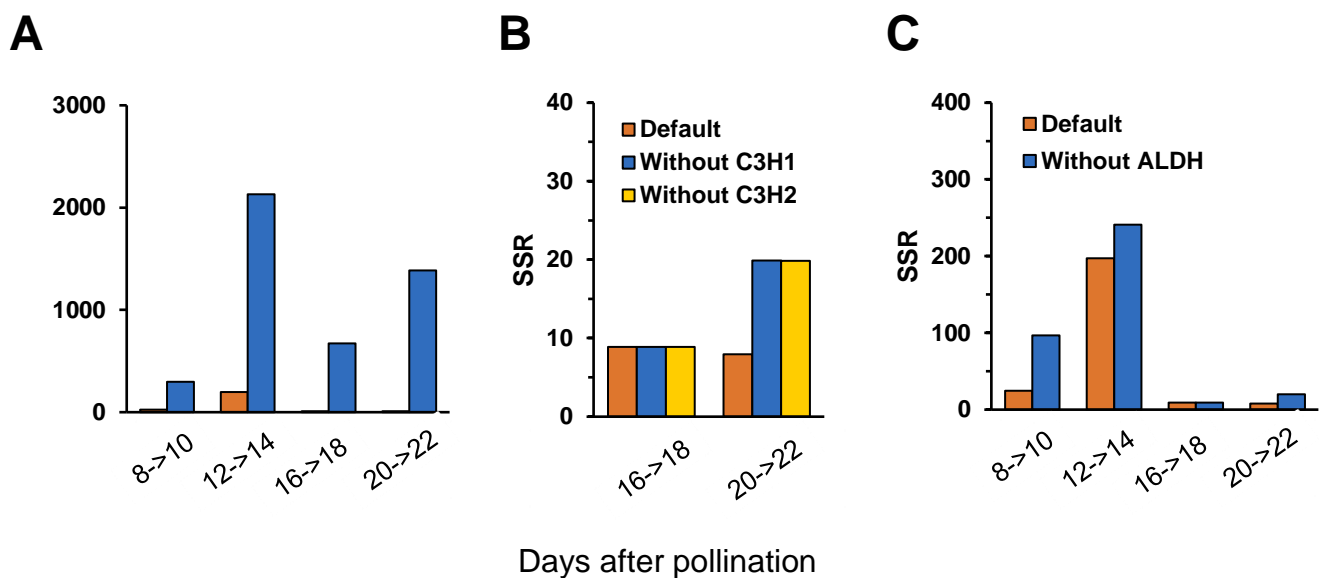 A
3000
2000
1000
0
8->10
12->14
16->18
20->22
B
SSR
40
30
20
10
0
Default
Without C3H1
Without C3H2
16->18
20->22
C
SSR
400
300
200
100
0
Default
Without ALDH
8->10
12->14
16->18
20->22
Days after pollination